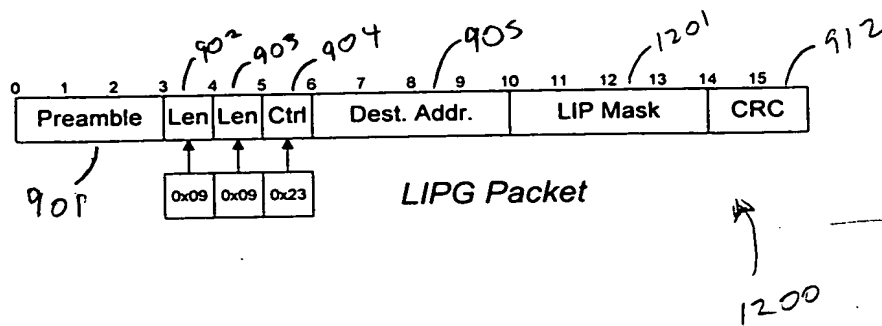 902 903 904 905 1201 912
0 1 2 3 4 5 6 7 8 9 10 11 12 13 14 15
Preamble Len Len Ctrl Dest. Addr. LIP Mask CRC
901 0x09 0x09 0x23 LIPG Packet
1200